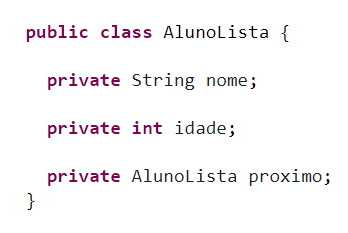 public class AlunoLista {
private String nome;
private int idade;
private AlunoLista proximo;
}